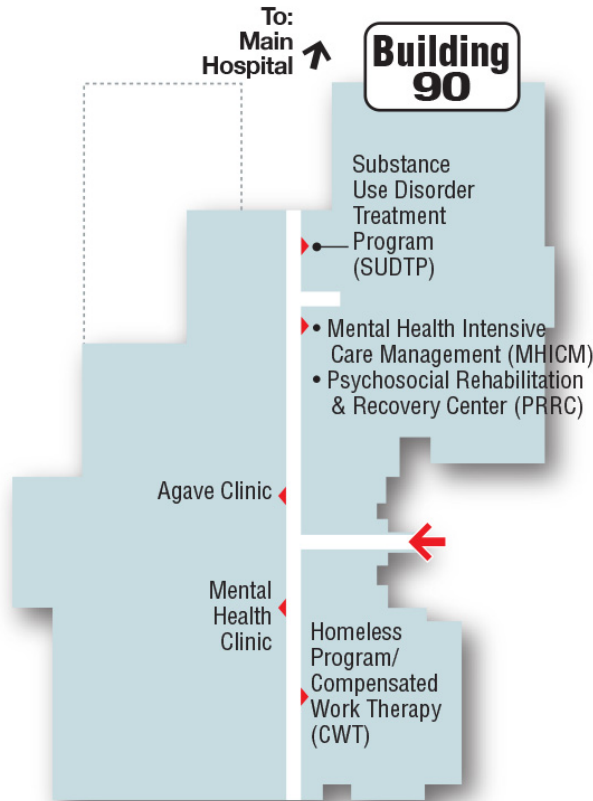 To:
Main
Hospital
Building
90
Substance
Use Disorder
Treatment
Program
(SUDTP)
• Mental Health Intensive
Care Management (MHICM)
• Psychosocial Rehabilitation
& Recovery Center (PRRC)
Agave Clinic
Mental
Health
Clinic
Homeless
Program/
Compensated
Work Therapy
(CWT)